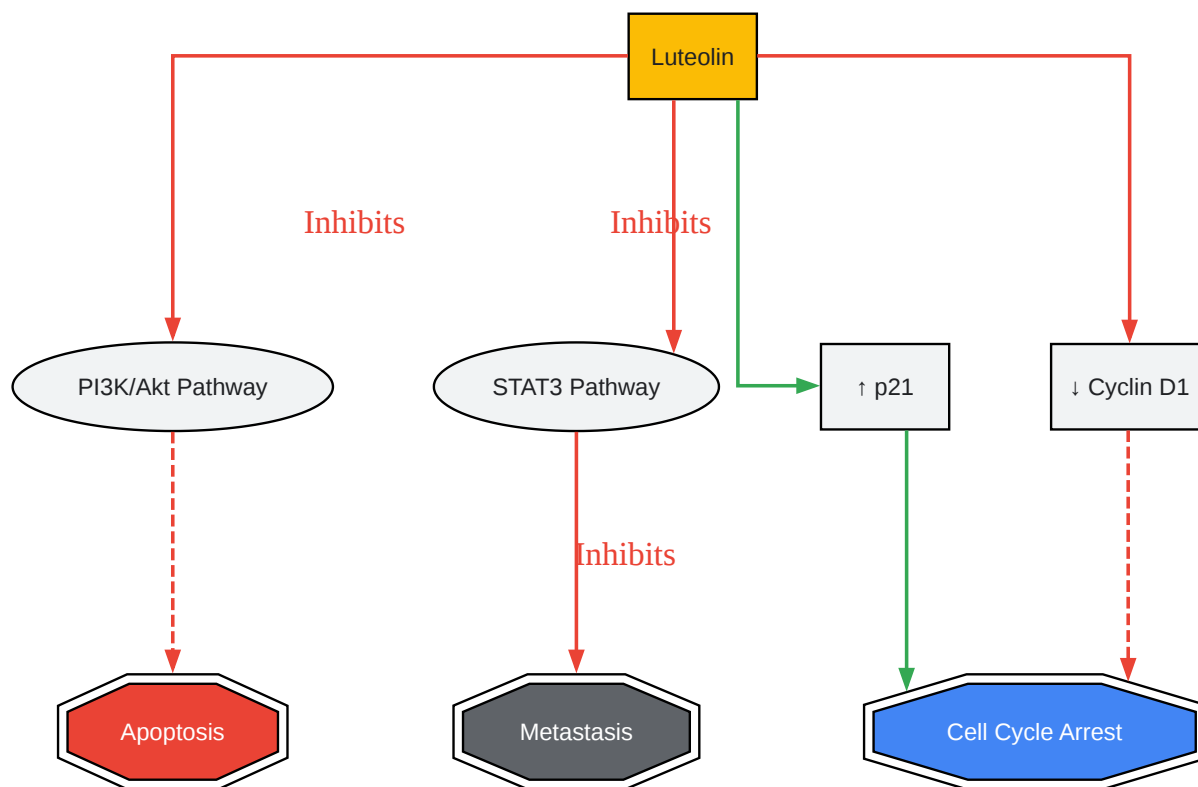 Luteolin
Inhibits
Inhibits
PI3K/Akt Pathway
STAT3 Pathway
↑ p21
↓ Cyclin D1
Inhibits
Apoptosis
Metastasis
Cell Cycle Arrest